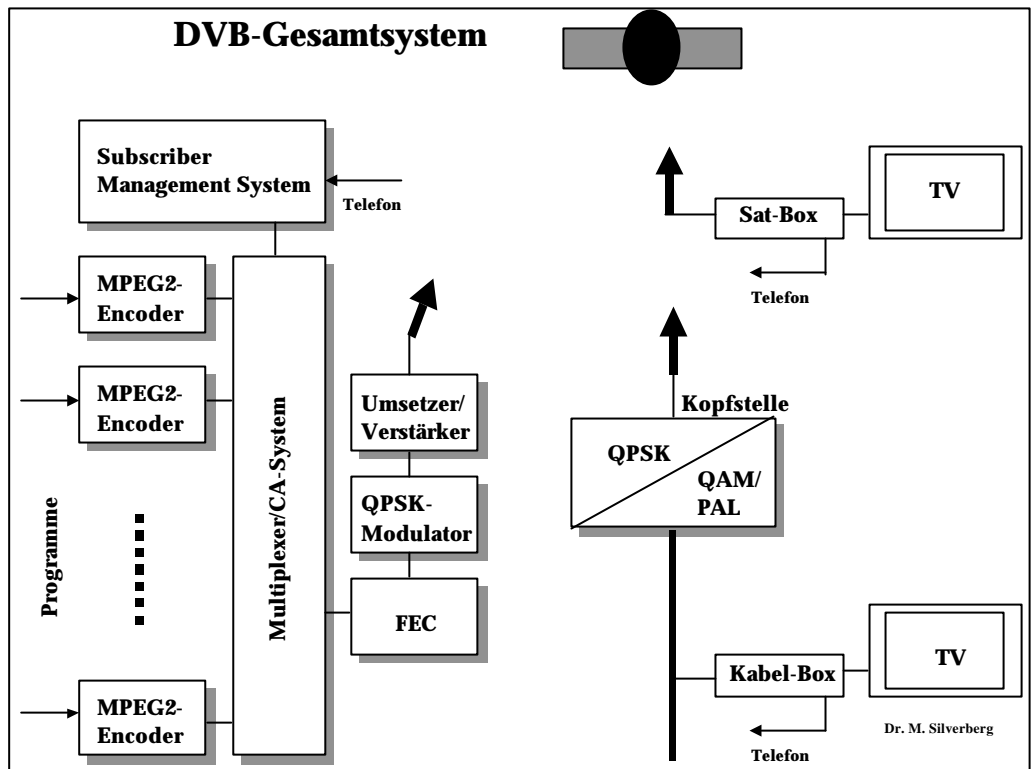 DVB-Gesamtsystem
Subscriber
Management System
Telefon
MPEG2-
Encoder
MPEG2-
Encoder
MPEG2-
Encoder
Programme
Multiplexer/CA-System
Umsetzer/
Verstärker
QPSK-
Modulator
FEC
Kopfstelle
QPSK
QAM/
PAL
Sat-Box
TV
Telefon
Kabel-Box
TV
Telefon
Dr. M. Silverberg